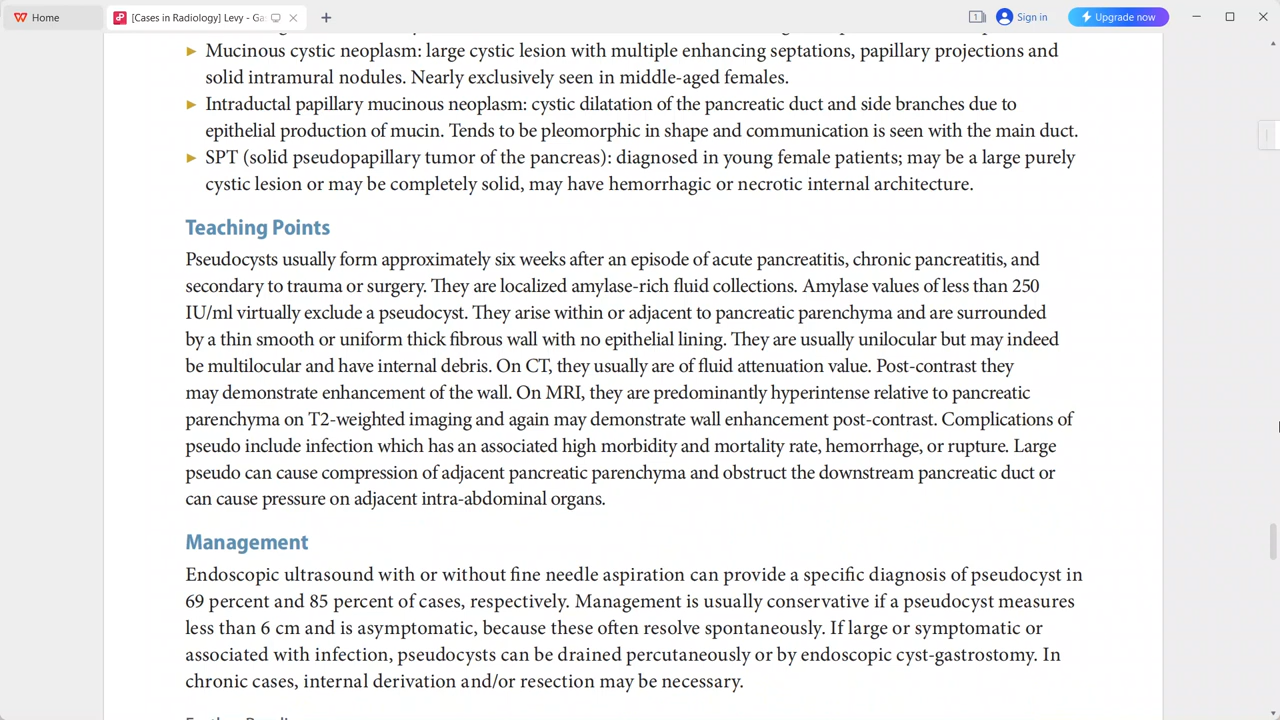 Home
[Cases in Radiology] Levy - Ga
1
Sign in
Upgrade now
Mucinous cystic neoplasm: large cystic lesion with multiple enhancing septations, papillary projections and
solid intramural nodules. Nearly exclusively seen in middle-aged females.
Intraductal papillary mucinous neoplasm: cystic dilatation of the pancreatic duct and side branches due to
epithelial production of mucin. Tends to be pleomorphic in shape and communication is seen with the main duct.
SPT (solid pseudopapillary tumor of the pancreas): diagnosed in young female patients; may be a large purely
cystic lesion or may be completely solid, may have hemorrhagic or necrotic internal architecture.
Teaching Points
Pseudocysts usually form approximately six weeks after an episode of acute pancreatitis, chronic pancreatitis, and
secondary to trauma or surgery. They are localized amylase-rich fluid collections. Amylase values of less than 250
IU/ml virtually exclude a pseudocyst. They arise within or adjacent to pancreatic parenchyma and are surrounded
by a thin smooth or uniform thick fibrous wall with no epithelial lining. They are usually unilocular but may indeed
be multilocular and have internal debris. On CT, they usually are of fluid attenuation value. Post-contrast they
may demonstrate enhancement of the wall. On MRI, they are predominantly hyperintense relative to pancreatic
parenchyma on T2-weighted imaging and again may demonstrate wall enhancement post-contrast. Complications of
pseudo include infection which has an associated high morbidity and mortality rate, hemorrhage, or rupture. Large
pseudo can cause compression of adjacent pancreatic parenchyma and obstruct the downstream pancreatic duct or
can cause pressure on adjacent intra-abdominal organs.
Management
Endoscopic ultrasound with or without fine needle aspiration can provide a specific diagnosis of pseudocyst in
69 percent and 85 percent of cases, respectively. Management is usually conservative if a pseudocyst measures
less than 6 cm and is asymptomatic, because these often resolve spontaneously. If large or symptomatic or
associated with infection, pseudocysts can be drained percutaneously or by endoscopic cyst-gastrostomy. In
chronic cases, internal derivation and/or resection may be necessary.